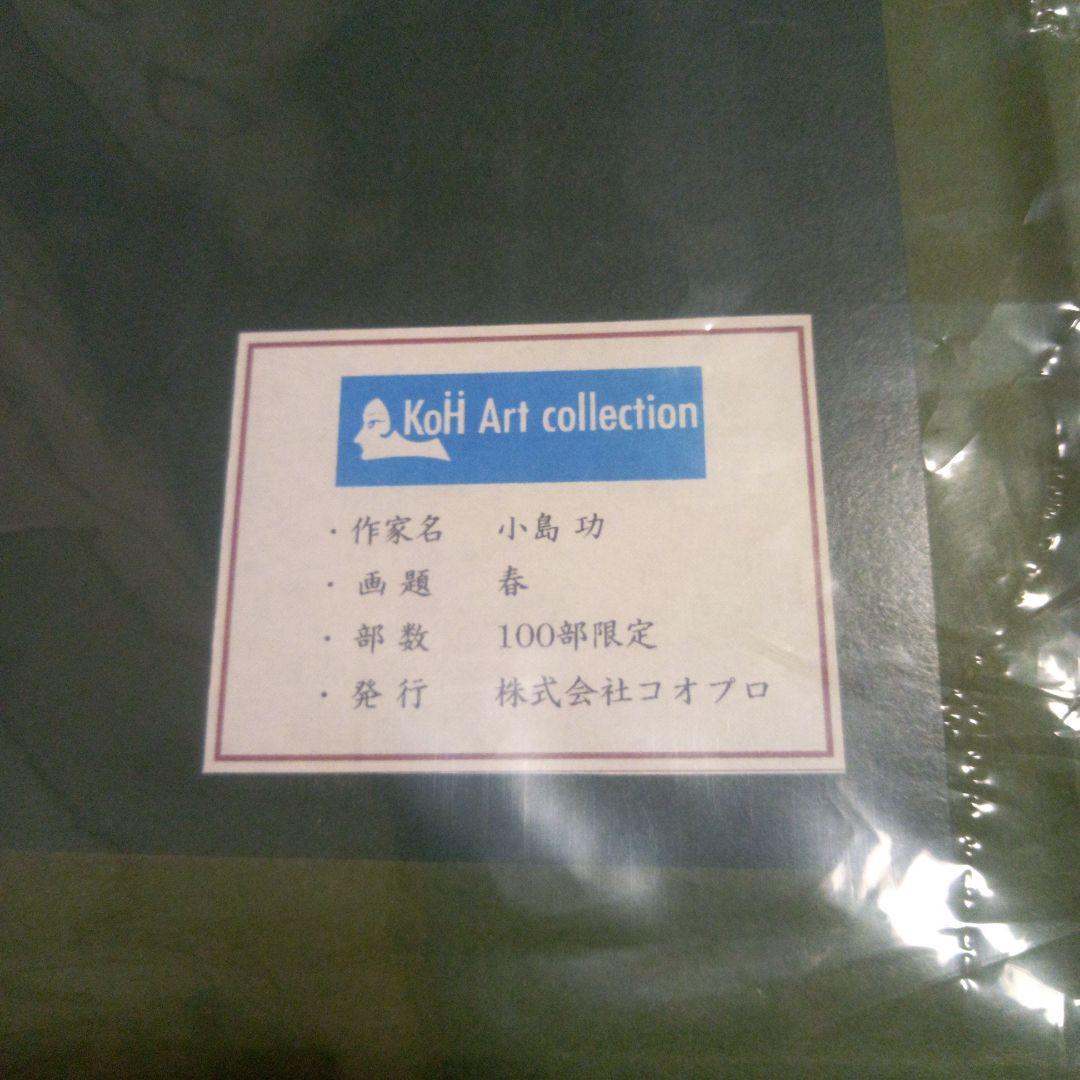 KoḦ Art collection
・作家名 小島 功
・画 題 春
・部 数 100部限定
・発 行 株式会社コオプロ